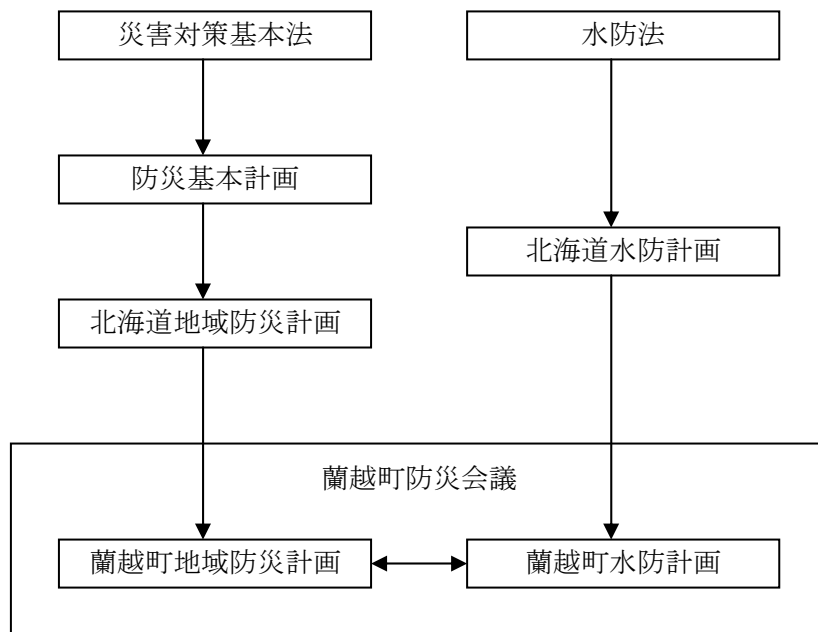 災害対策基本法
水防法
防災基本計画
北海道水防計画
北海道地域防災計画
蘭越町防災会議
蘭越町地域防災計画
蘭越町水防計画